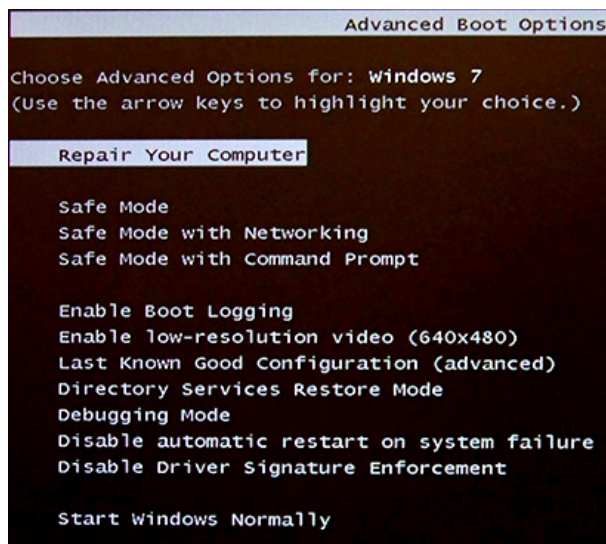 Advanced Boot Options
Choose Advanced Options for: Windows 7
(Use the arrow keys to highlight your choice.)
Repair Your Computer
Safe Mode
Safe Mode with Networking
Safe Mode with Command Prompt
Enable Boot Logging
Enable low-resolution video (640x480)
Last Known Good Configuration (advanced)
Directory Services Restore Mode
Debugging Mode
Disable automatic restart on system failure
Disable Driver Signature Enforcement
Start Windows Normally